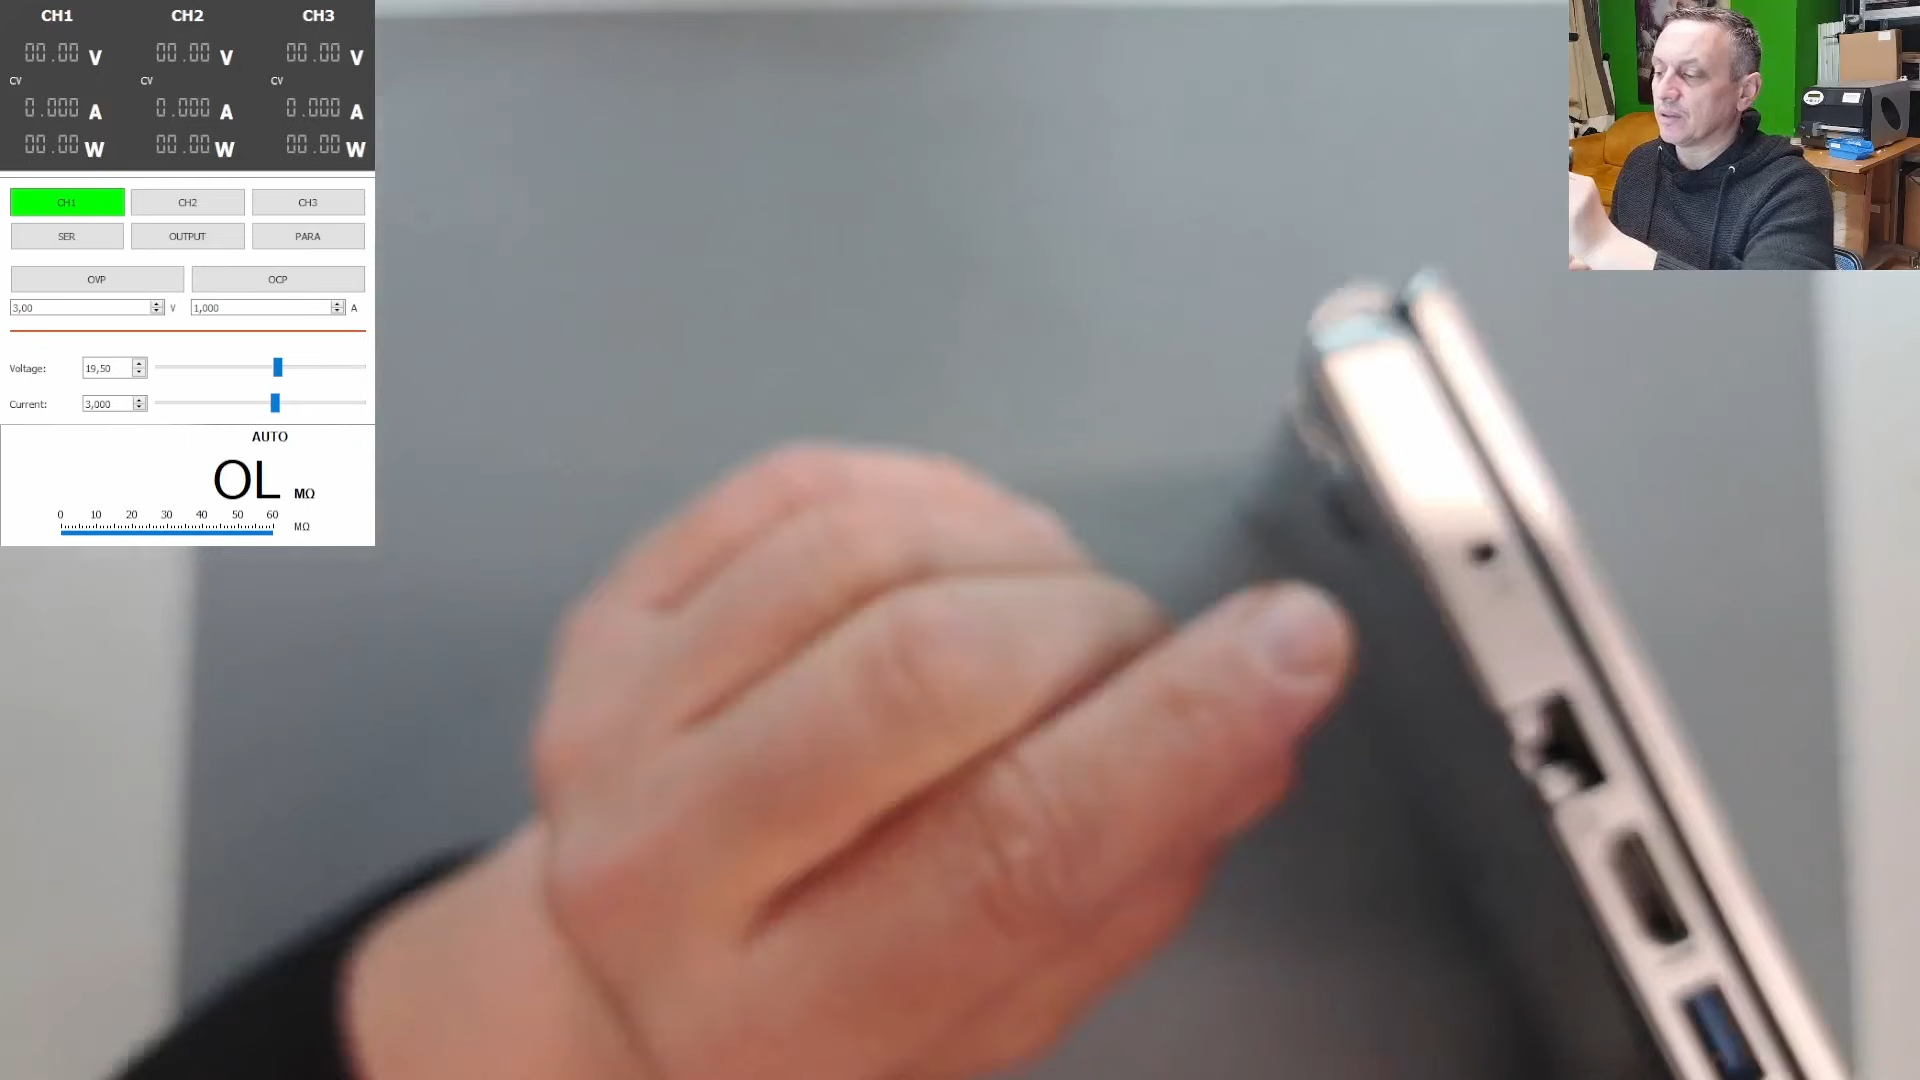 CH1 CH2 CH3
00.00 V 00.00 V 00.00 V
CV CV CV
0.000 A 0.000 A 0.000 A
00.00 W 00.00 W 00.00 W
CH1 CH2 CH3
SER OUTPUT PARA
OVP OCP
3,00 V 1,000 A
Voltage: 19,50
Current: 3,000
AUTO
OL MΩ
0 10 20 30 40 50 60
MΩ